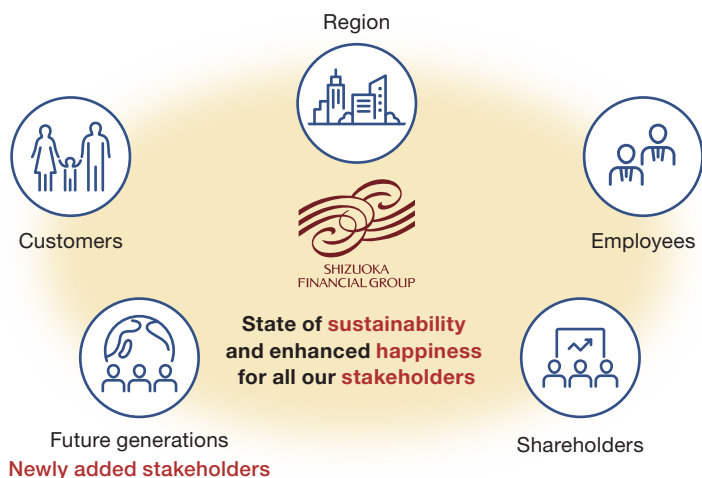 Region
Customers
Employees
SHIZUOKA
FINANCIAL GROUP
State of sustainability
and enhanced happiness
for all our stakeholders
Future generations
Newly added stakeholders
Shareholders